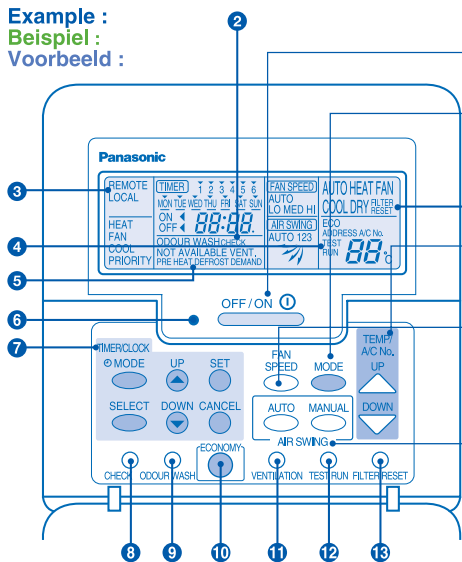 Example :
Beispiel :
Voorbeeld :
2
Panasonic
3
REMOTE
LOCAL
HEAT
FAN
COOL
PRIORITY
TIMER
1 2 3 4 5 6
MON TUE WED THU FRI SAT SUN
ON
OFF
88:88
ODOUR WASH CHECK
NOT AVAILABLE VENT.
PRE HEAT DEFROST DEMAND
FAN SPEED
AUTO
LO MED HI
AIR SWING
AUTO 123
AUTO HEAT FAN
COOL DRY FILTER RESET
ECO
ADDRESS A/C No.
TEST
RUN
88°C
4
5
6
OFF/ON
7
TIMER/CLOCK
MODE
UP
SET
SELECT
DOWN
CANCEL
FAN
SPEED
MODE
TEMP/
A/C No.
UP
DOWN
AUTO
MANUAL
AIR SWING
ECONOMY
CHECK
ODOUR WASH
VENTILATION
TEST RUN
FILTER RESET
8
9
10
11
12
13